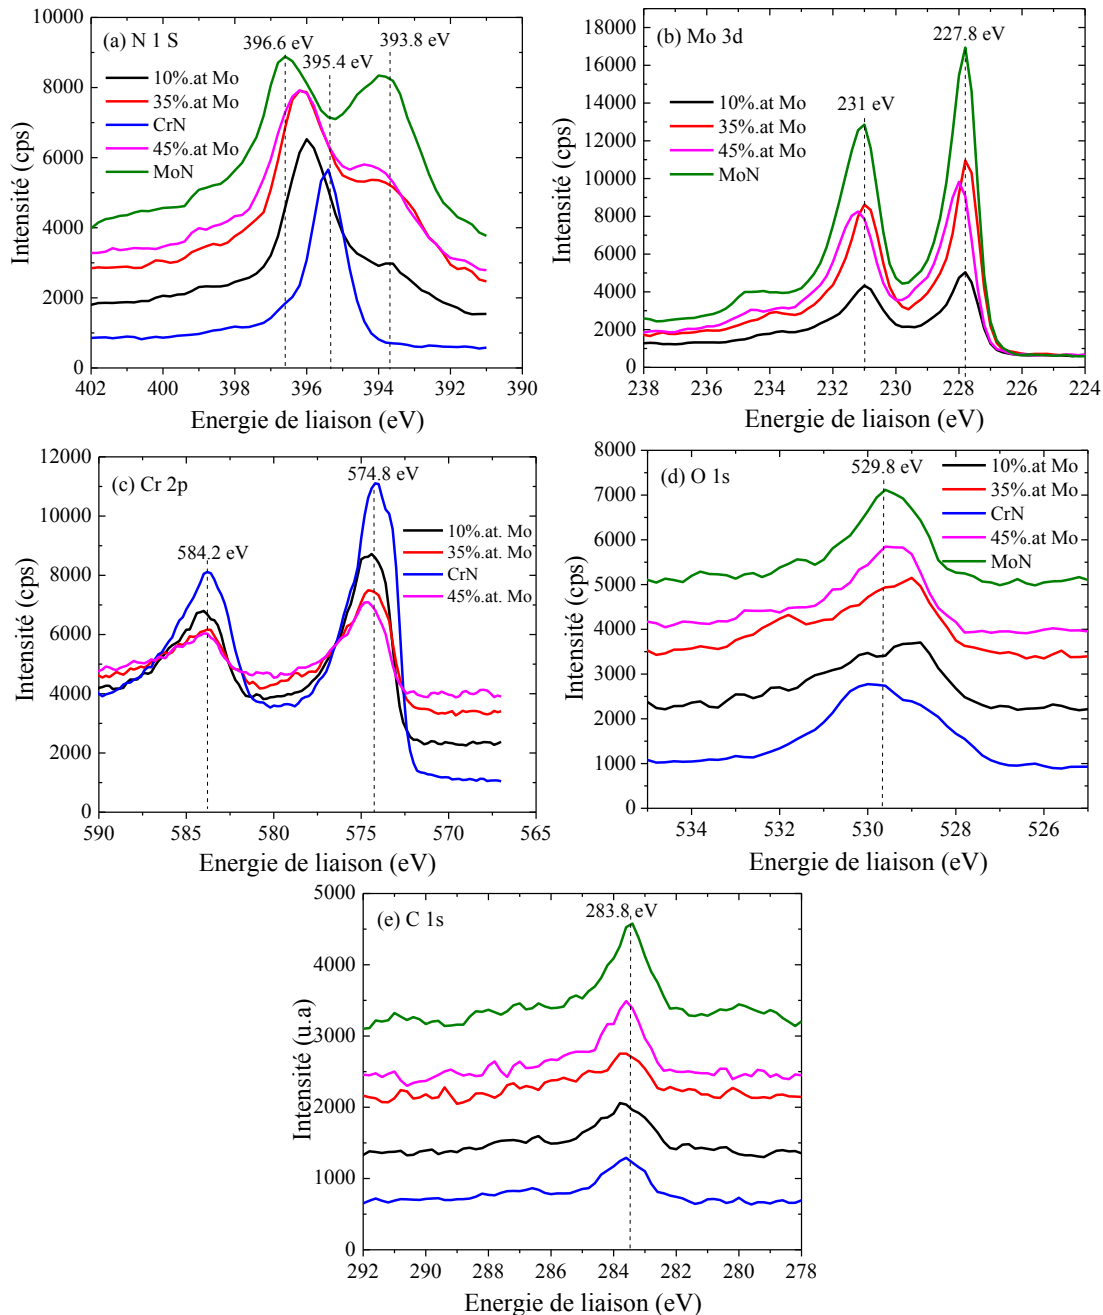 (a) N 1 S
396.6 eV
393.8 eV
395.4 eV
10%.at Mo
35%.at Mo
CrN
45%.at Mo
MoN
Intensité (cps)
10000
8000
6000
4000
2000
0
402 400 398 396 394 392 390
Energie de liaison (eV)
(b) Mo 3d
227.8 eV
231 eV
10%.at Mo
35%.at Mo
45%.at Mo
MoN
Intensité (cps)
18000
16000
14000
12000
10000
8000
6000
4000
2000
0
238 236 234 232 230 228 226 224
Energie de liaison (eV)
(c) Cr 2p
574.8 eV
584.2 eV
10%.at. Mo
35%.at. Mo
CrN
45%.at. Mo
Intensité (cps)
12000
10000
8000
6000
4000
2000
0
590 585 580 575 570 565
Energie de liaison (eV)
(d) O 1s
529.8 eV
10%.at Mo
35%.at Mo
CrN
45%.at Mo
MoN
Intensité (cps)
8000
7000
6000
5000
4000
3000
2000
1000
0
534 532 530 528 526
Energie de liaison (eV)
(e) C 1s
283.8 eV
Intensité (u.a)
5000
4000
3000
2000
1000
0
292 290 288 286 284 282 280 278
Energie de liaison (eV)